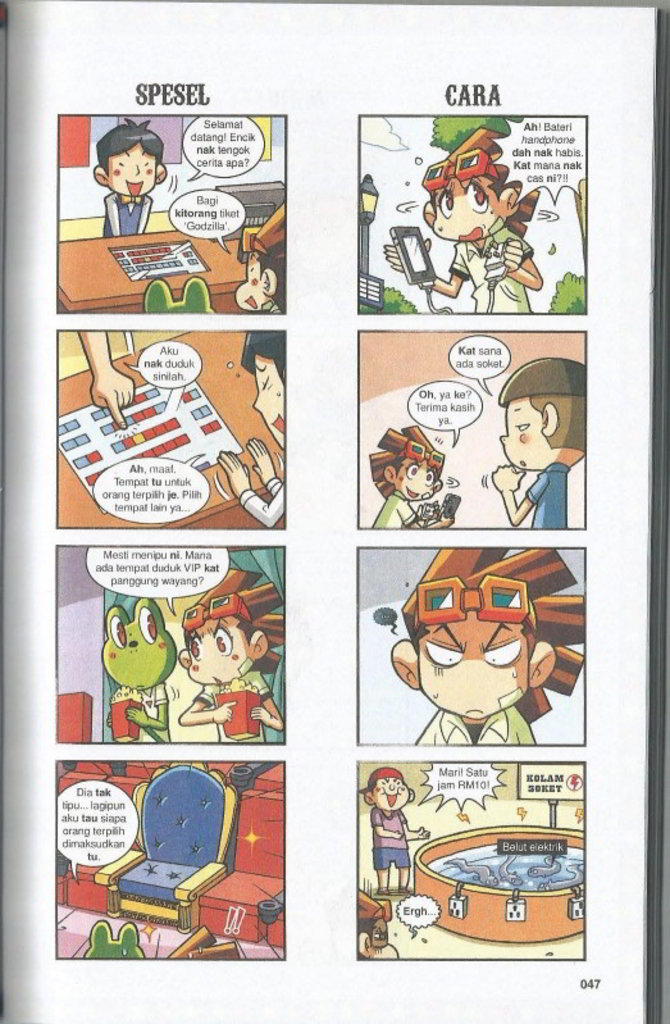 SPESEL
Selamat
datang! Encik
nak tengok
cerita apa?
Bagi
kitorang tiket
'Godzilla'.
Aku
nak duduk
sinilah.
Ah, maaf.
Tempat tu untuk
orang terpilih je. Pilih
tempat lain ya...
Mesti menipu ni. Mana
ada tempat duduk VIP kat
panggung wayang?
Dia tak
tipu... lagipun
aku tau siapa
orang terpilih
dimaksudkan
tu.
!!
CARA
Ah! Bateri
handphone
dah nak habis.
Kat mana nak
cas ni?!!
Kat sana
ada soket.
Oh, ya ke?
Terima kasih
ya.
Mari! Satu
jam RM10!
KOLAM
SOKET
Belut elektrik
Ergh...
047